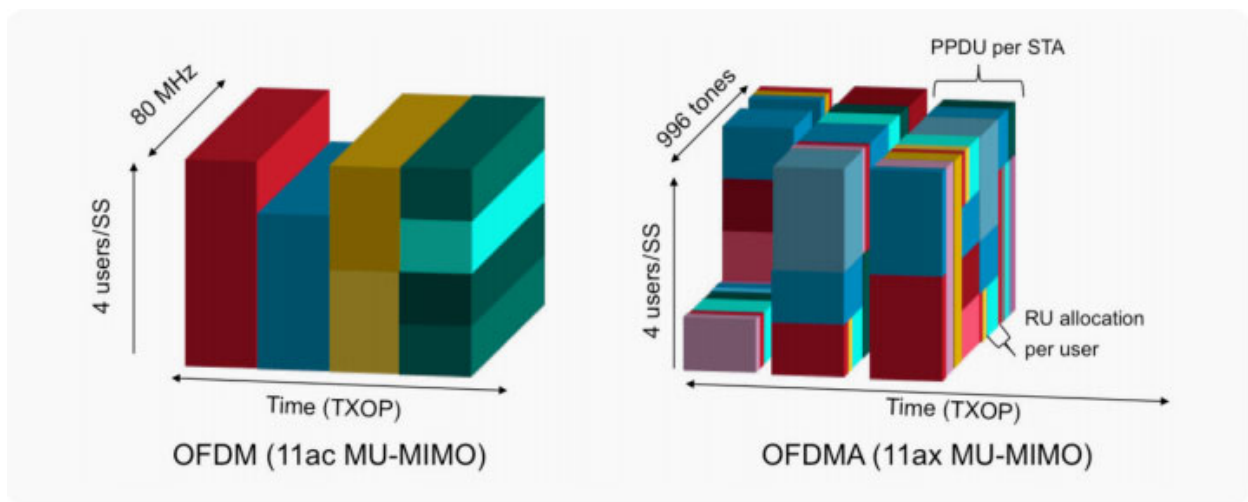 80 MHz
4 users/SS
Time (TXOP)
OFDM (11ac MU-MIMO)
PPDU per STA
996 tones
4 users/SS
RU allocation
per user
Time (TXOP)
OFDMA (11ax MU-MIMO)